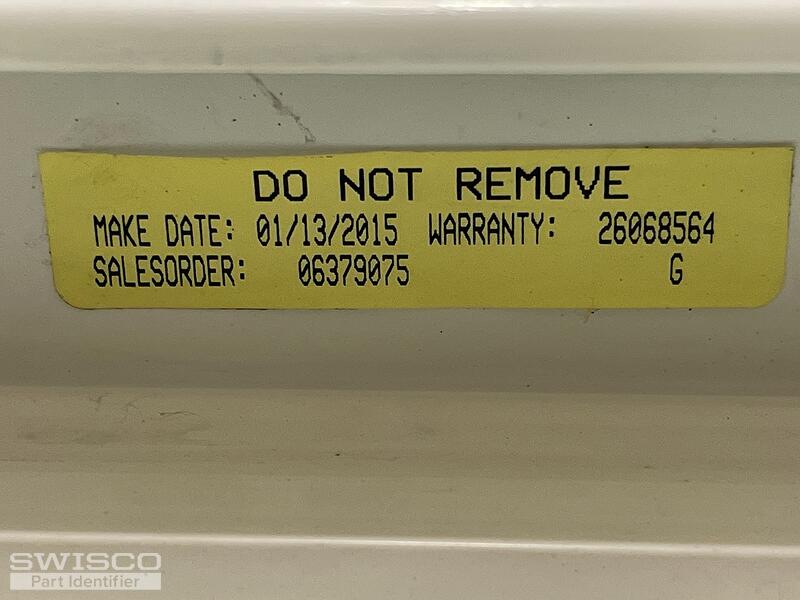 DO NOT REMOVE
MAKE DATE: 01/13/2015 WARRANTY: 26068564
SALESORDER: 06379075 G
SWISCO
Part Identifier